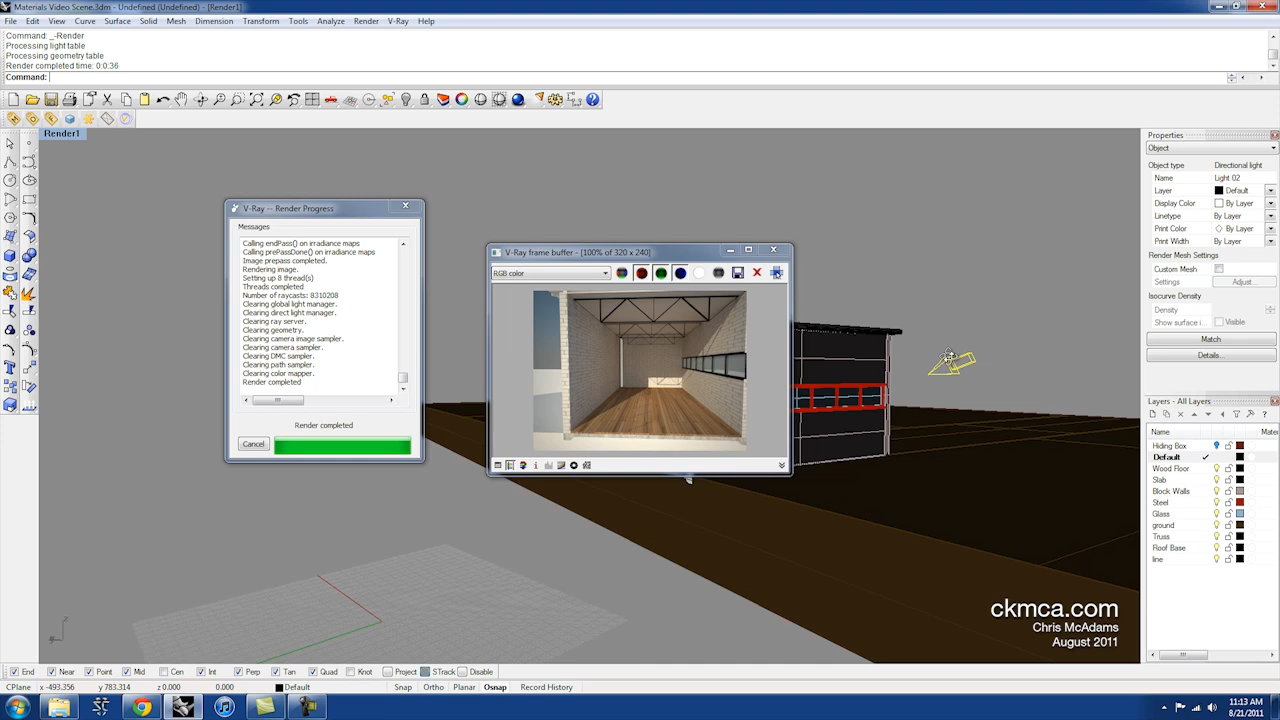 Materials Video Scene.3dm - Undefined (Undefined) - [Render1]
File Edit View Curve Surface Solid Mesh Dimension Transform Tools Analyze Render V-Ray Help
Command: _-Render
Processing light table
Processing geometry table
Render completed time: 0:0:36
Command:
Render1
V-Ray -- Render Progress
Messages
Calling endPass() on irradiance maps
Calling prePassDone() on irradiance maps
Image prepass completed.
Rendering image.
Setting up 8 thread(s)
Threads completed
Number of raycasts: 8310208
Clearing global light manager.
Clearing direct light manager.
Clearing ray server.
Clearing geometry.
Clearing camera image sampler.
Clearing camera sampler.
Clearing DMC sampler.
Clearing path sampler.
Clearing color mapper.
Render completed
Render completed
Cancel
V-Ray frame buffer - [100% of 320 x 240]
RGB color
Properties
Object
Object type Directional light
Name Light 02
Layer Default
Display Color By Layer
Linetype By Layer
Print Color By Layer
Print Width By Layer
Render Mesh Settings
Custom Mesh
Settings Adjust...
Isocurve Density
Density
Show surface i... Visible
Match
Details...
Layers - All Layers
Name Mater
Hiding Box
Default
Wood Floor
Slab
Block Walls
Steel
Glass
ground
Truss
Roof Base
line
ckmca.com
Chris McAdams
August 2011
End Near Point Mid Cen Int Perp Tan Quad Knot Project STrack Disable
CPlane x -493.356 y 783.314 z 0.000 0.000 Default Snap Ortho Planar Osnap Record History
11:13 AM
8/21/2011